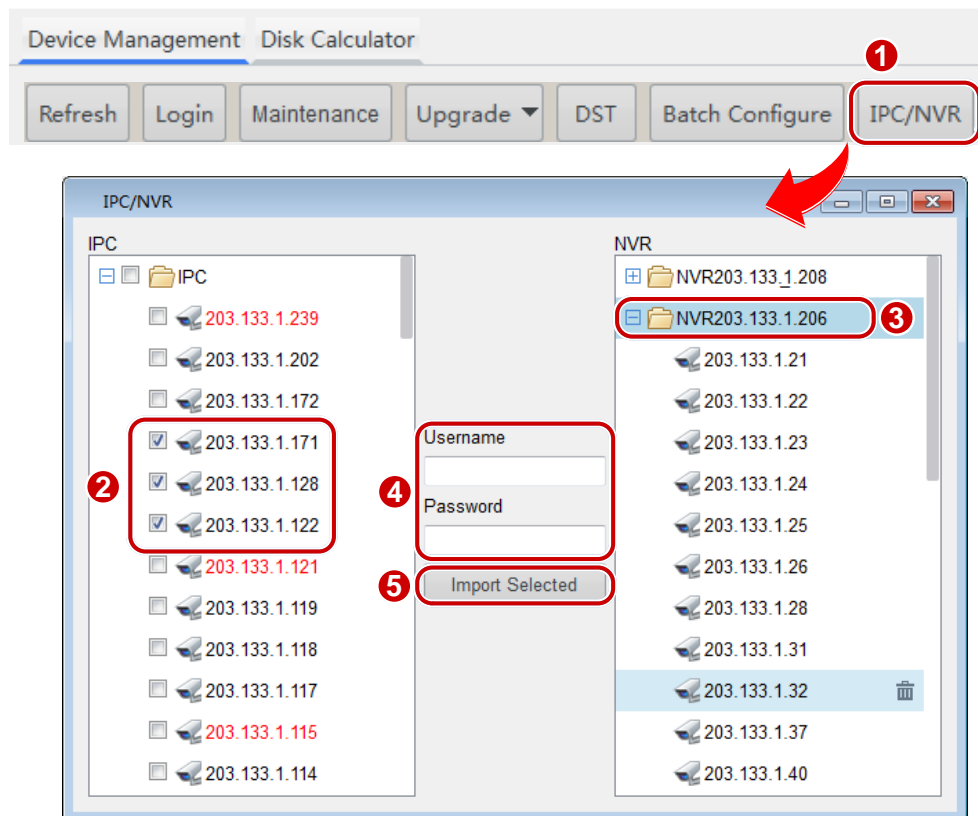 Device Management Disk Calculator
1
Refresh Login Maintenance Upgrade DST Batch Configure IPC/NVR
IPC/NVR
IPC
IPC
203.133.1.239
203.133.1.202
203.133.1.172
203.133.1.171
2
203.133.1.128
203.133.1.122
203.133.1.121
203.133.1.119
203.133.1.118
203.133.1.117
203.133.1.115
203.133.1.114
4
Username
Password
5
Import Selected
NVR
NVR203.133.1.208
NVR203.133.1.206
3
203.133.1.21
203.133.1.22
203.133.1.23
203.133.1.24
203.133.1.25
203.133.1.26
203.133.1.28
203.133.1.31
203.133.1.32
203.133.1.37
203.133.1.40